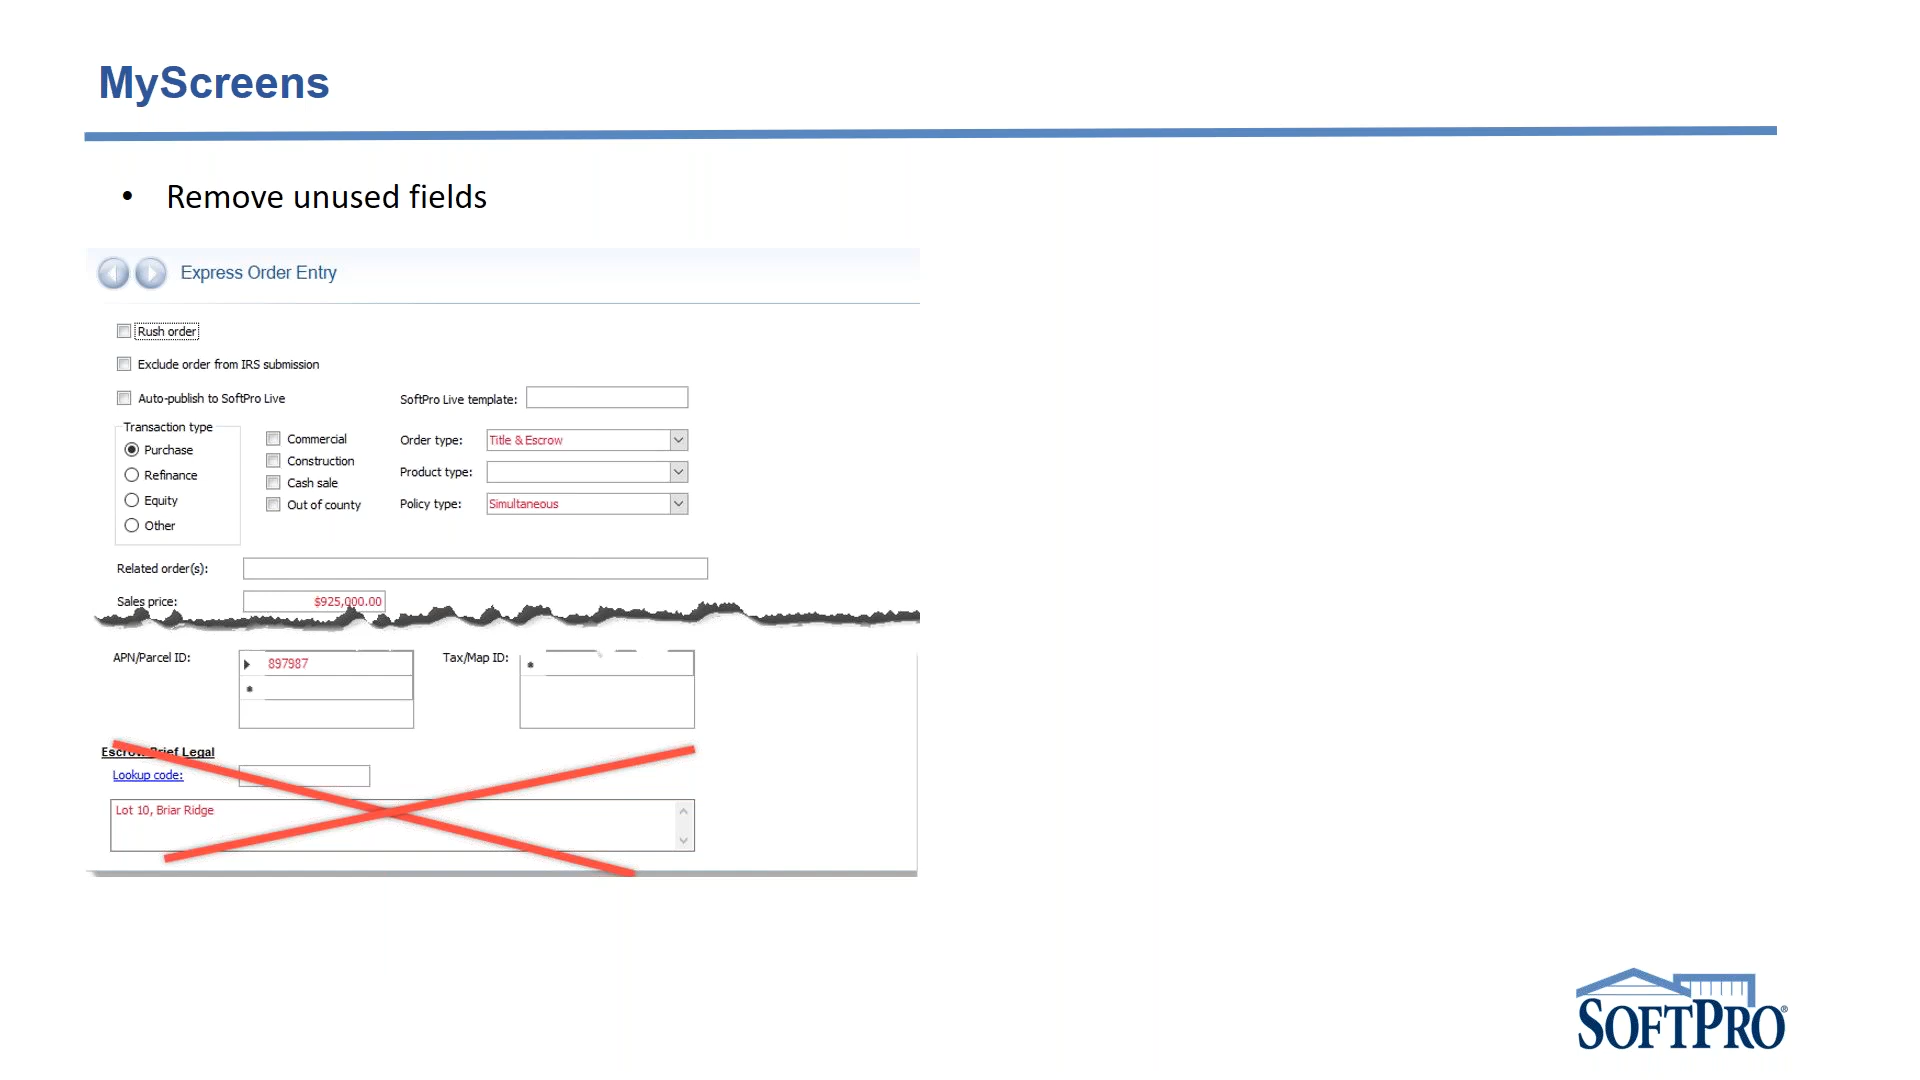 MyScreens
• Remove unused fields
Express Order Entry
Rush order
Exclude order from IRS submission
Auto-publish to SoftPro Live SoftPro Live template:
Transaction type
Purchase
Refinance
Equity
Other
Commercial
Construction
Cash sale
Out of county
Order type: Title & Escrow
Product type:
Policy type: Simultaneous
Related order(s):
Sales price: $925,000.00
APN/Parcel ID: 897987 Tax/Map ID:
Escrow Brief Legal
Lookup code:
Lot 10, Briar Ridge
SOFTPRO®